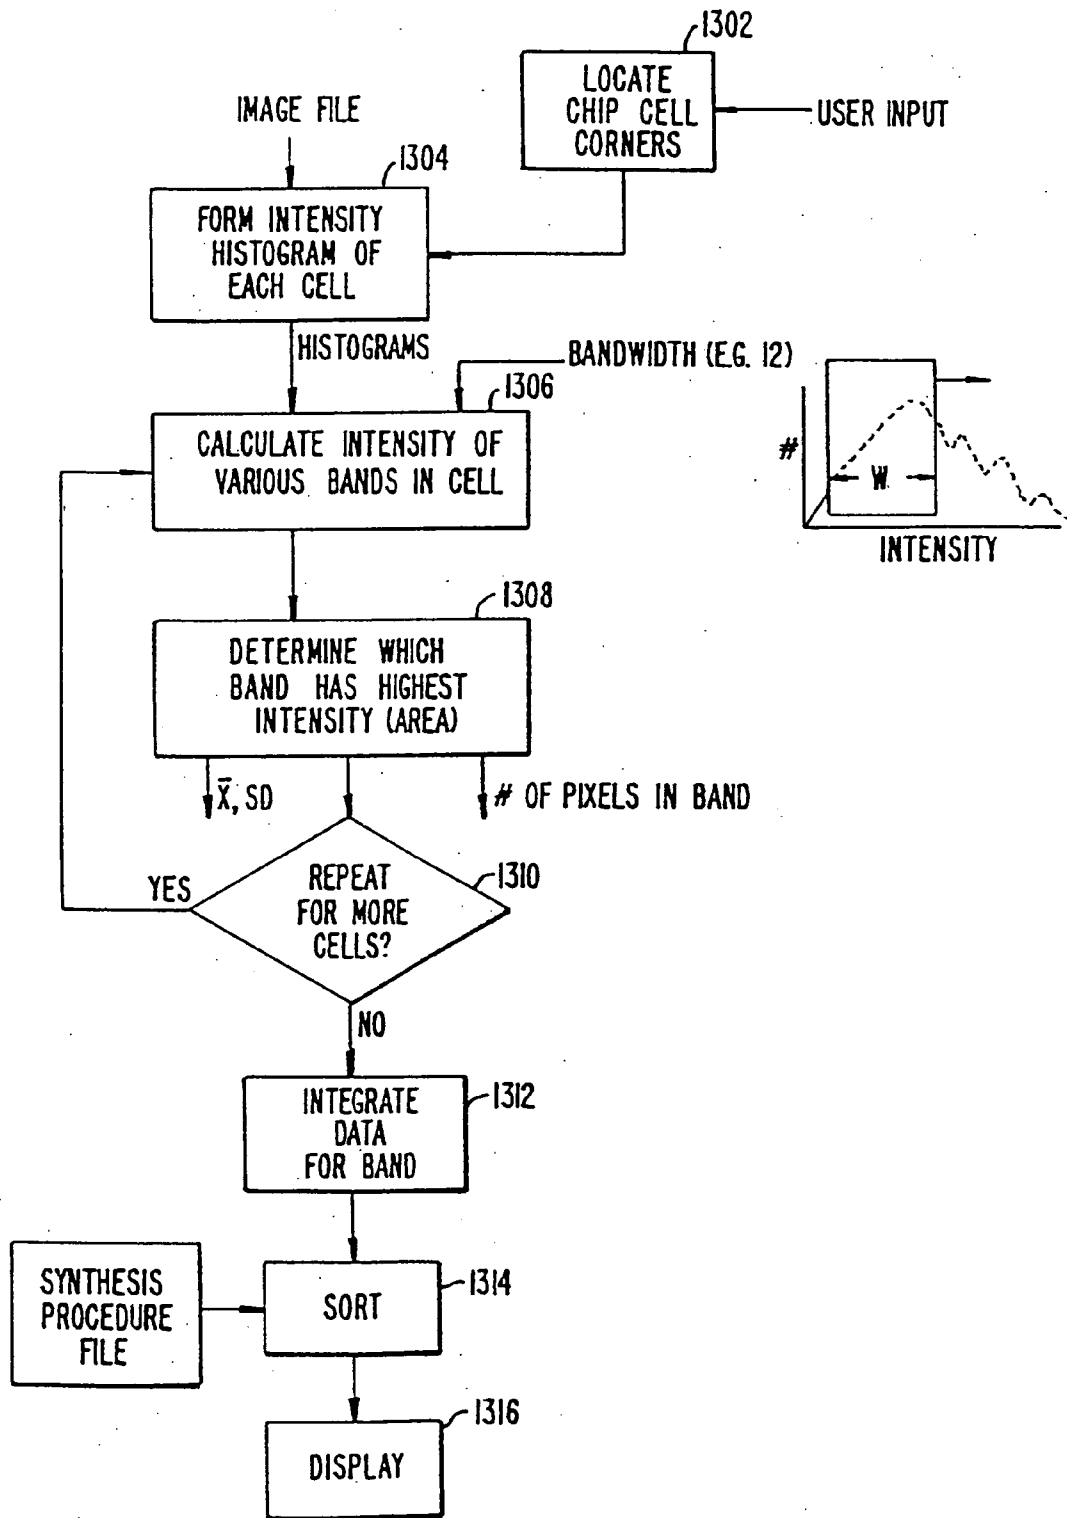 1302
LOCATE
CHIP CELL
CORNERS
USER INPUT
IMAGE FILE
1304
FORM INTENSITY
HISTOGRAM OF
EACH CELL
HISTOGRAMS
BANDWIDTH (E.G. 12)
1306
CALCULATE INTENSITY OF
VARIOUS BANDS IN CELL
#
W
INTENSITY
1308
DETERMINE WHICH
BAND HAS HIGHEST
INTENSITY (AREA)
X̄, SD
# OF PIXELS IN BAND
YES
1310
REPEAT
FOR MORE
CELLS?
NO
1312
INTEGRATE
DATA
FOR BAND
SYNTHESIS
PROCEDURE
FILE
1314
SORT
1316
DISPLAY